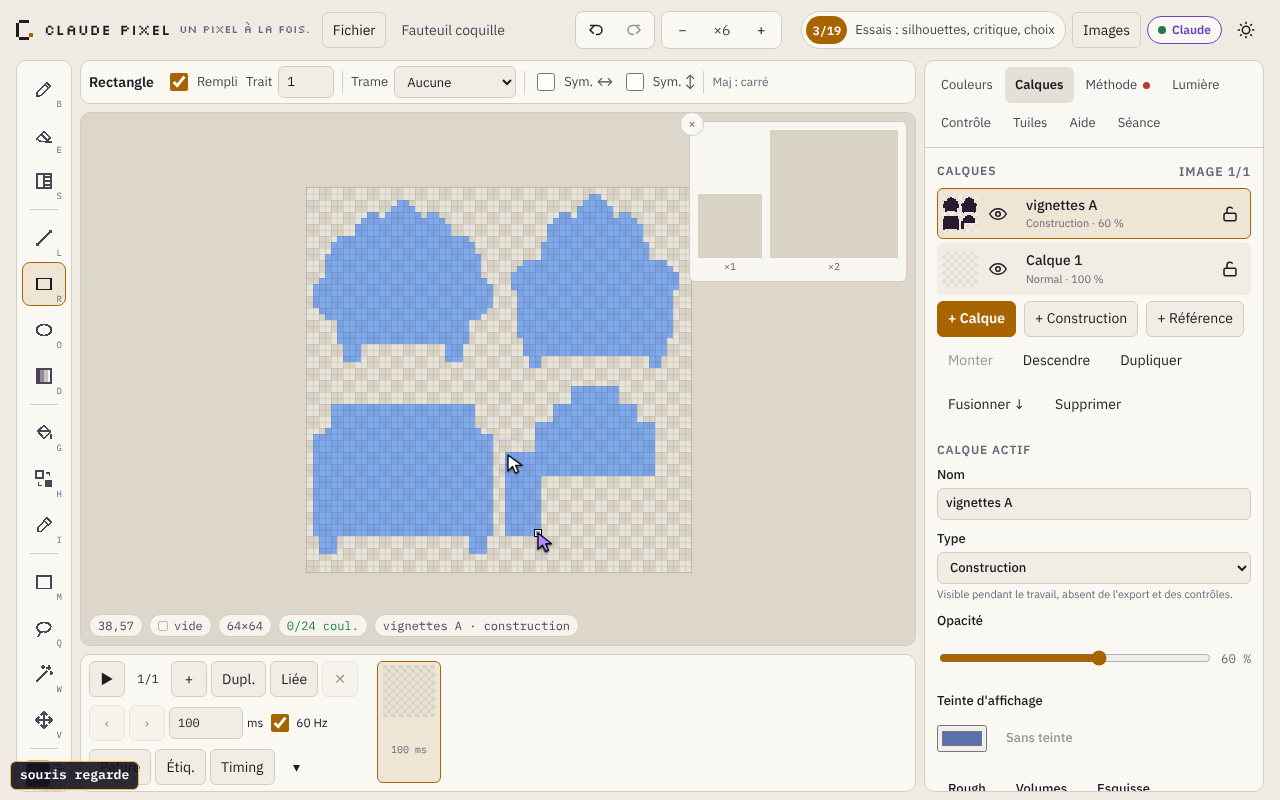 CLAUDE PIXEL UN PIXEL À LA FOIS. Fichier Fauteuil coquille − ×6 + 3/19 Essais : silhouettes, critique, choix Images Claude
Rectangle Rempli Trait 1 Trame Aucune Sym. ↔ Sym. ↕ Maj : carré
B
E
S
L
R
O
D
G
H
I
M
Q
W
V
×
×1 ×2
38,57 vide 64×64 0/24 coul. vignettes A · construction
1/1 + Dupl. Liée ×
‹ › 100 ms 60 Hz
Étiq. Timing ▼
100 ms
souris regarde
Couleurs Calques Méthode Lumière
Contrôle Tuiles Aide Séance
CALQUES IMAGE 1/1
vignettes A
Construction · 60 %
Calque 1
Normal · 100 %
+ Calque + Construction + Référence
Monter Descendre Dupliquer
Fusionner ↓ Supprimer
CALQUE ACTIF
Nom
vignettes A
Type
Construction
Visible pendant le travail, absent de l'export et des contrôles.
Opacité
60 %
Teinte d'affichage
Sans teinte
Rough Volumes Esquisse